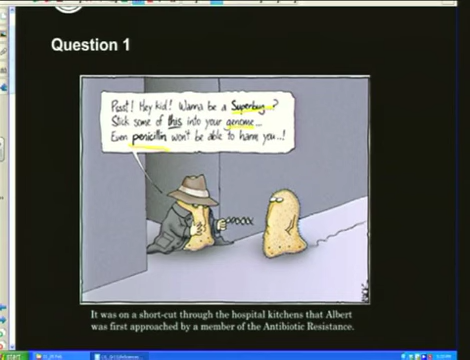 Question 1
Psst! Hey kid! Wanna be a Superbug..?
Stick some of this into your genome...
Even penicillin won't be able to harm you..!
It was on a short-cut through the hospital kitchens that Albert
was first approached by a member of the Antibiotic Resistance.
start